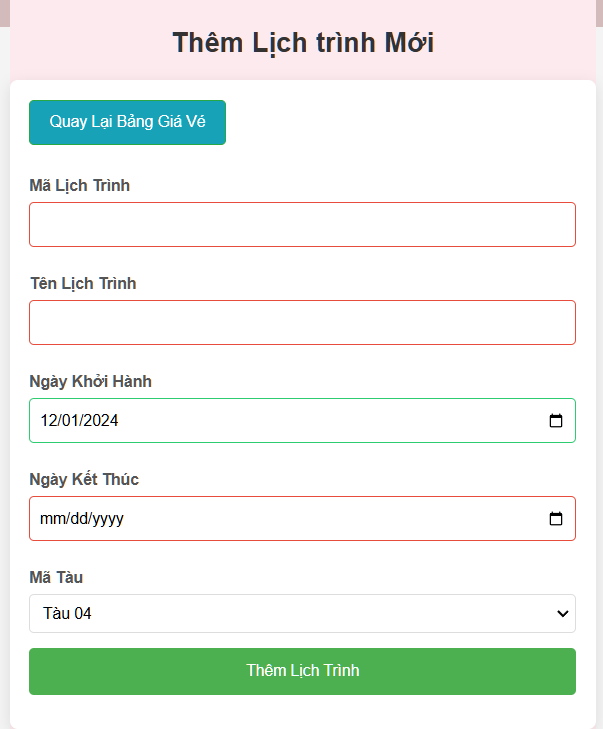 Thêm Lịch trình Mới
Quay Lại Bảng Giá Vé
Mã Lịch Trình
Tên Lịch Trình
Ngày Khởi Hành
12/01/2024
Ngày Kết Thúc
mm/dd/yyyy
Mã Tàu
Tàu 04
Thêm Lịch Trình